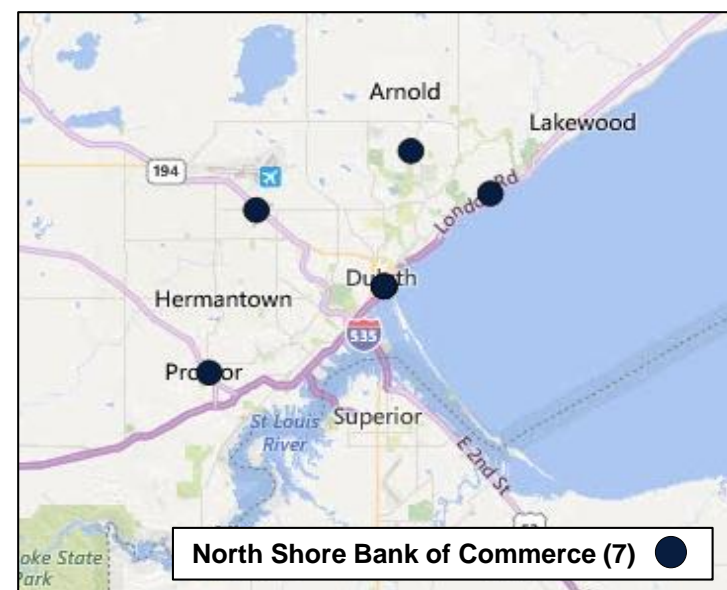 Arnold
Lakewood
194
London Rd
Duluth
Hermantown
535
Proctor
Superior
St Louis
River
E 2nd St
53
North Shore Bank of Commerce (7)
oke State
Park